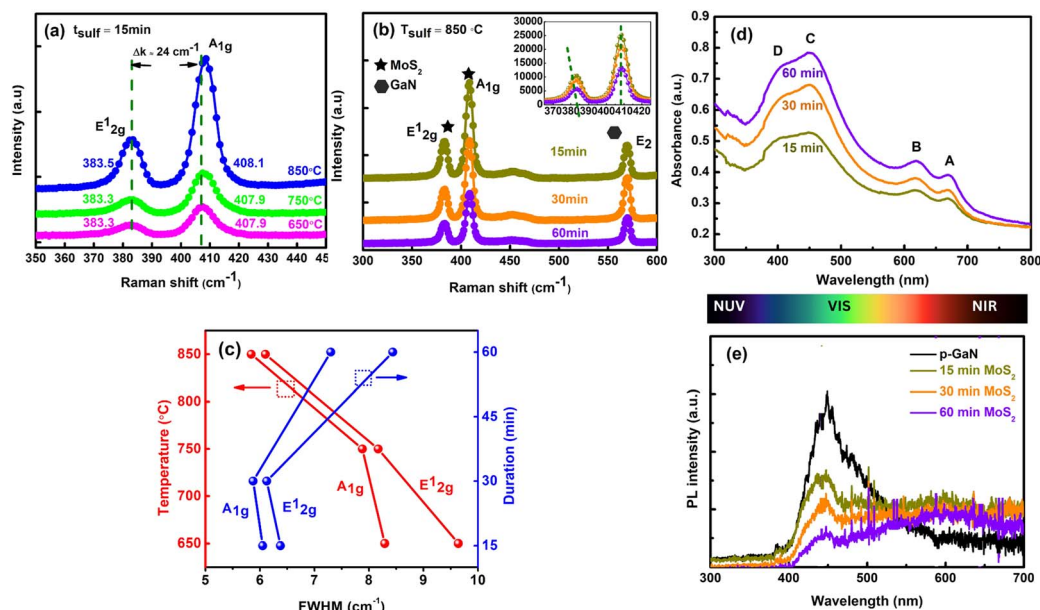 (a) t_sulf = 15min
Δk ≈ 24 cm⁻¹
A1g
E¹2g
383.5 408.1 850°C
383.3 407.9 750°C
383.3 407.9 650°C
Intensity (a.u)
350 360 370 380 390 400 410 420 430 440 450
Raman shift (cm⁻¹)
(b) T_sulf = 850 °C
★ MoS₂
⬢ GaN
30000
25000
20000
15000
10000
5000
0
370 380 390 400 410 420
A1g
E¹2g
E2
15min
30min
60min
Intensity (a.u)
300 350 400 450 500 550 600
Raman shift (cm⁻¹)
(d)
D C
60 min
30 min
15 min
B A
Absorbance (a.u.)
0.9
0.8
0.7
0.6
0.5
0.4
0.3
0.2
300 400 500 600 700 800
Wavelength (nm)
NUV VIS NIR
(c)
Temperature (°C)
850
800
750
700
650
A1g E¹2g
A1g E¹2g
60
45
30
15
Duration (min)
5 6 7 8 9 10
FWHM (cm⁻¹)
(e)
p-GaN
15 min MoS₂
30 min MoS₂
60 min MoS₂
PL intensity (a.u.)
300 400 500 600 700
Wavelength (nm)